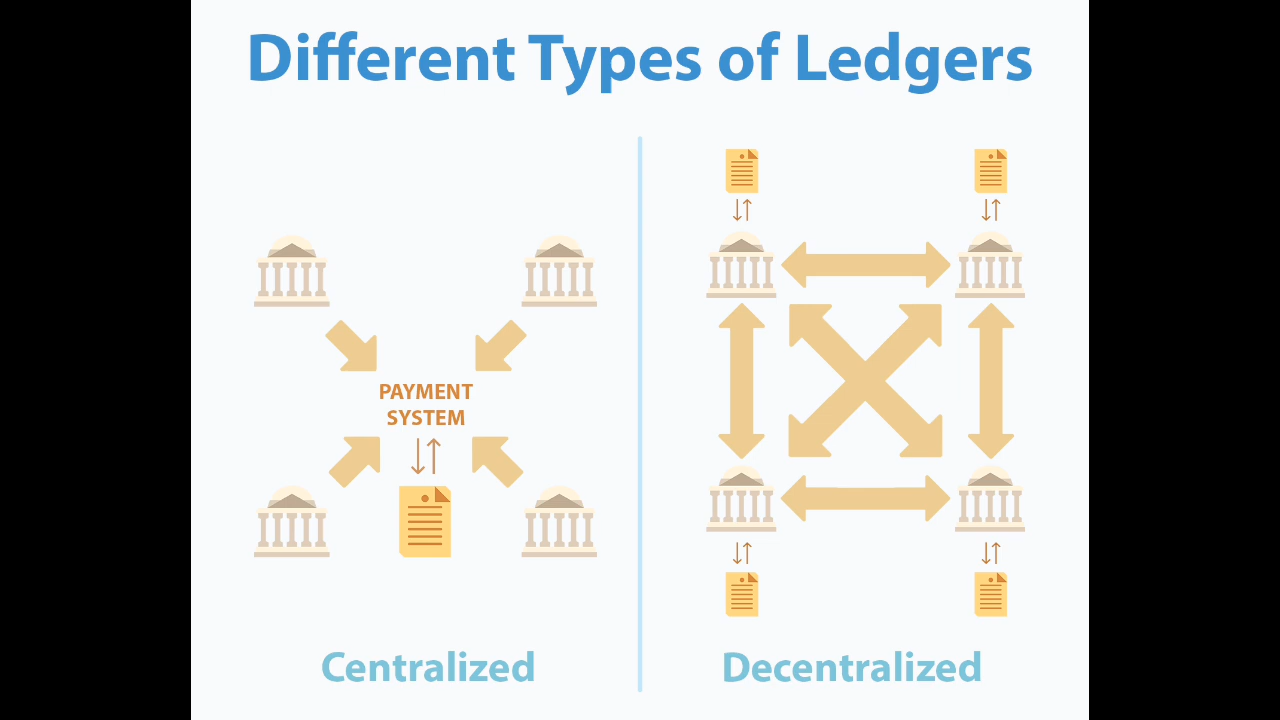 Different Types of Ledgers
PAYMENT
SYSTEM
Centralized
Decentralized